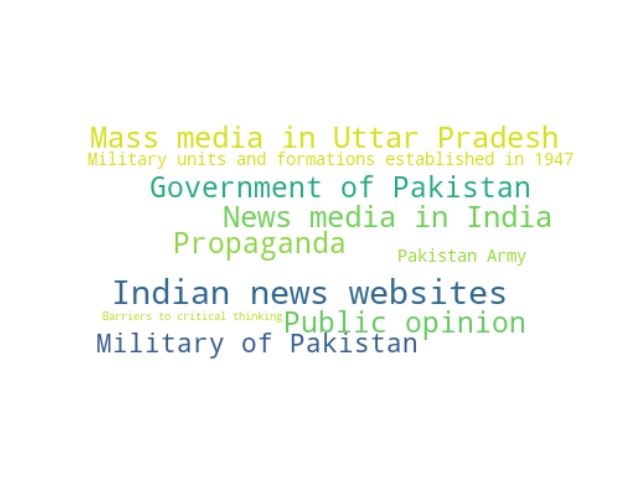 Mass media in Uttar Pradesh
Military units and formations established in 1947
Government of Pakistan
News media in India
Propaganda
Pakistan Army
Indian news websites
Barriers to critical thinking
Public opinion
Military of Pakistan